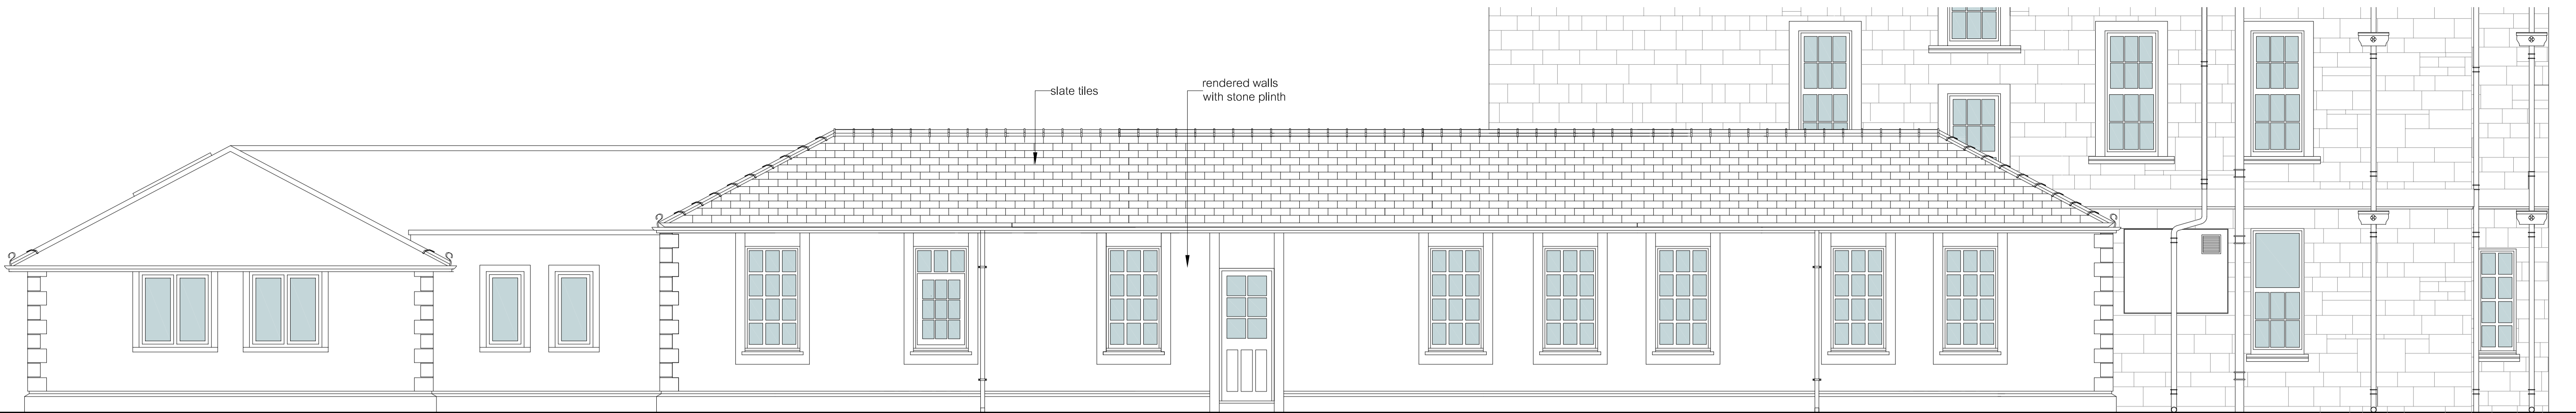 slate tiles
rendered walls
with stone plinth